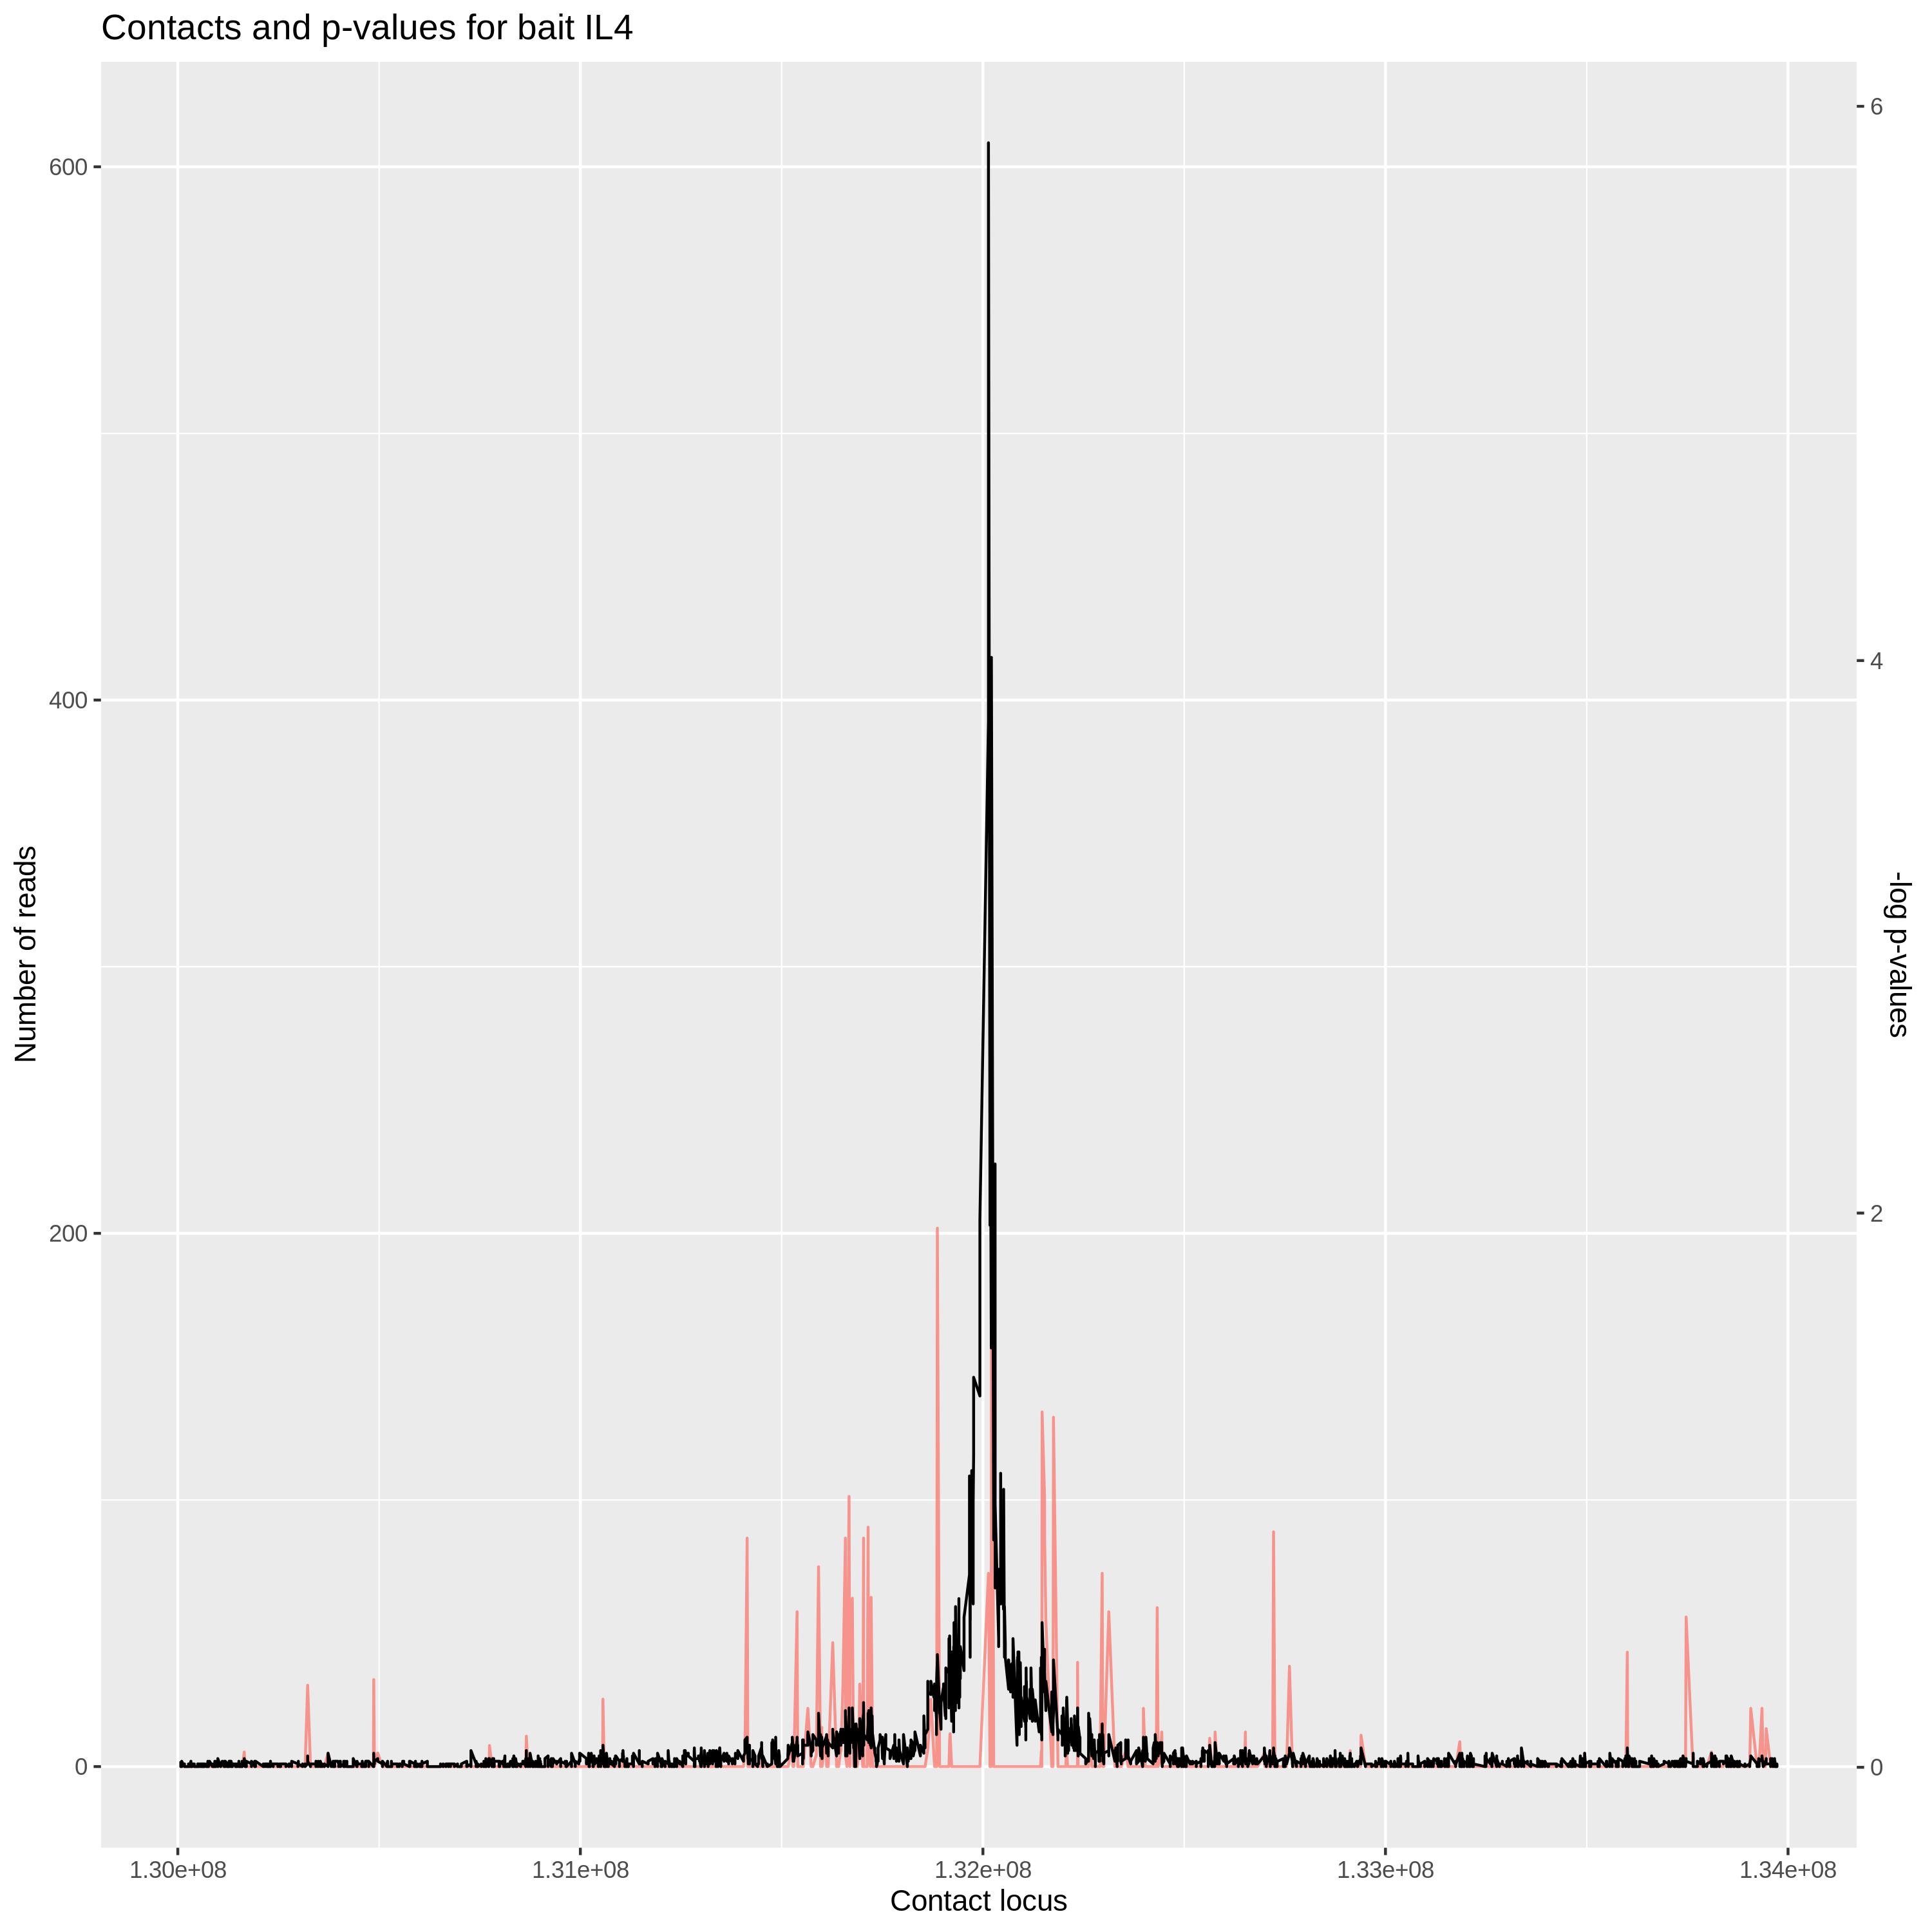 Contacts and p-values for bait IL4
600
400
200
0
Number of reads
6
4
2
0
-log p-values
1.30e+08
1.31e+08
1.32e+08
1.33e+08
1.34e+08
Contact locus